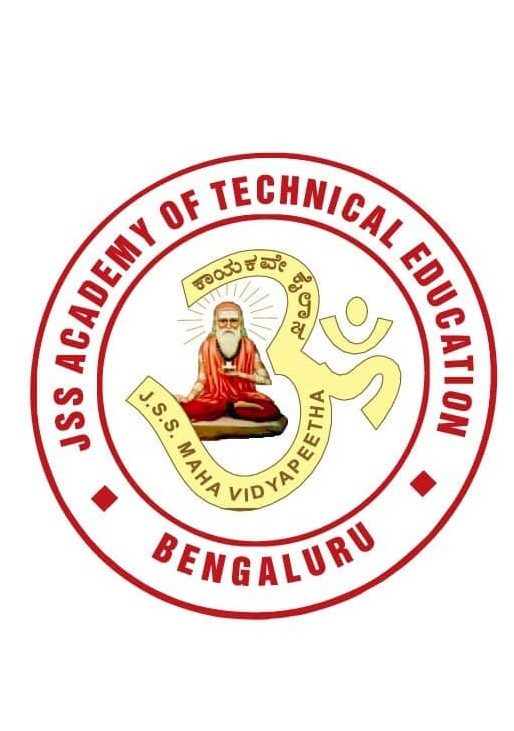 JSS ACADEMY OF TECHNICAL EDUCATION
ಕಾಯಕವೇ ಕೈಲಾಸ
J.S.S. MAHA VIDYAPEETHA
BENGALURU